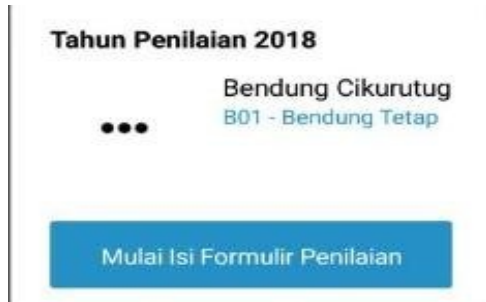 Tahun Penilaian 2018
Bendung Cikurutug
B01 - Bendung Tetap
Mulai Isi Formulir Penilaian